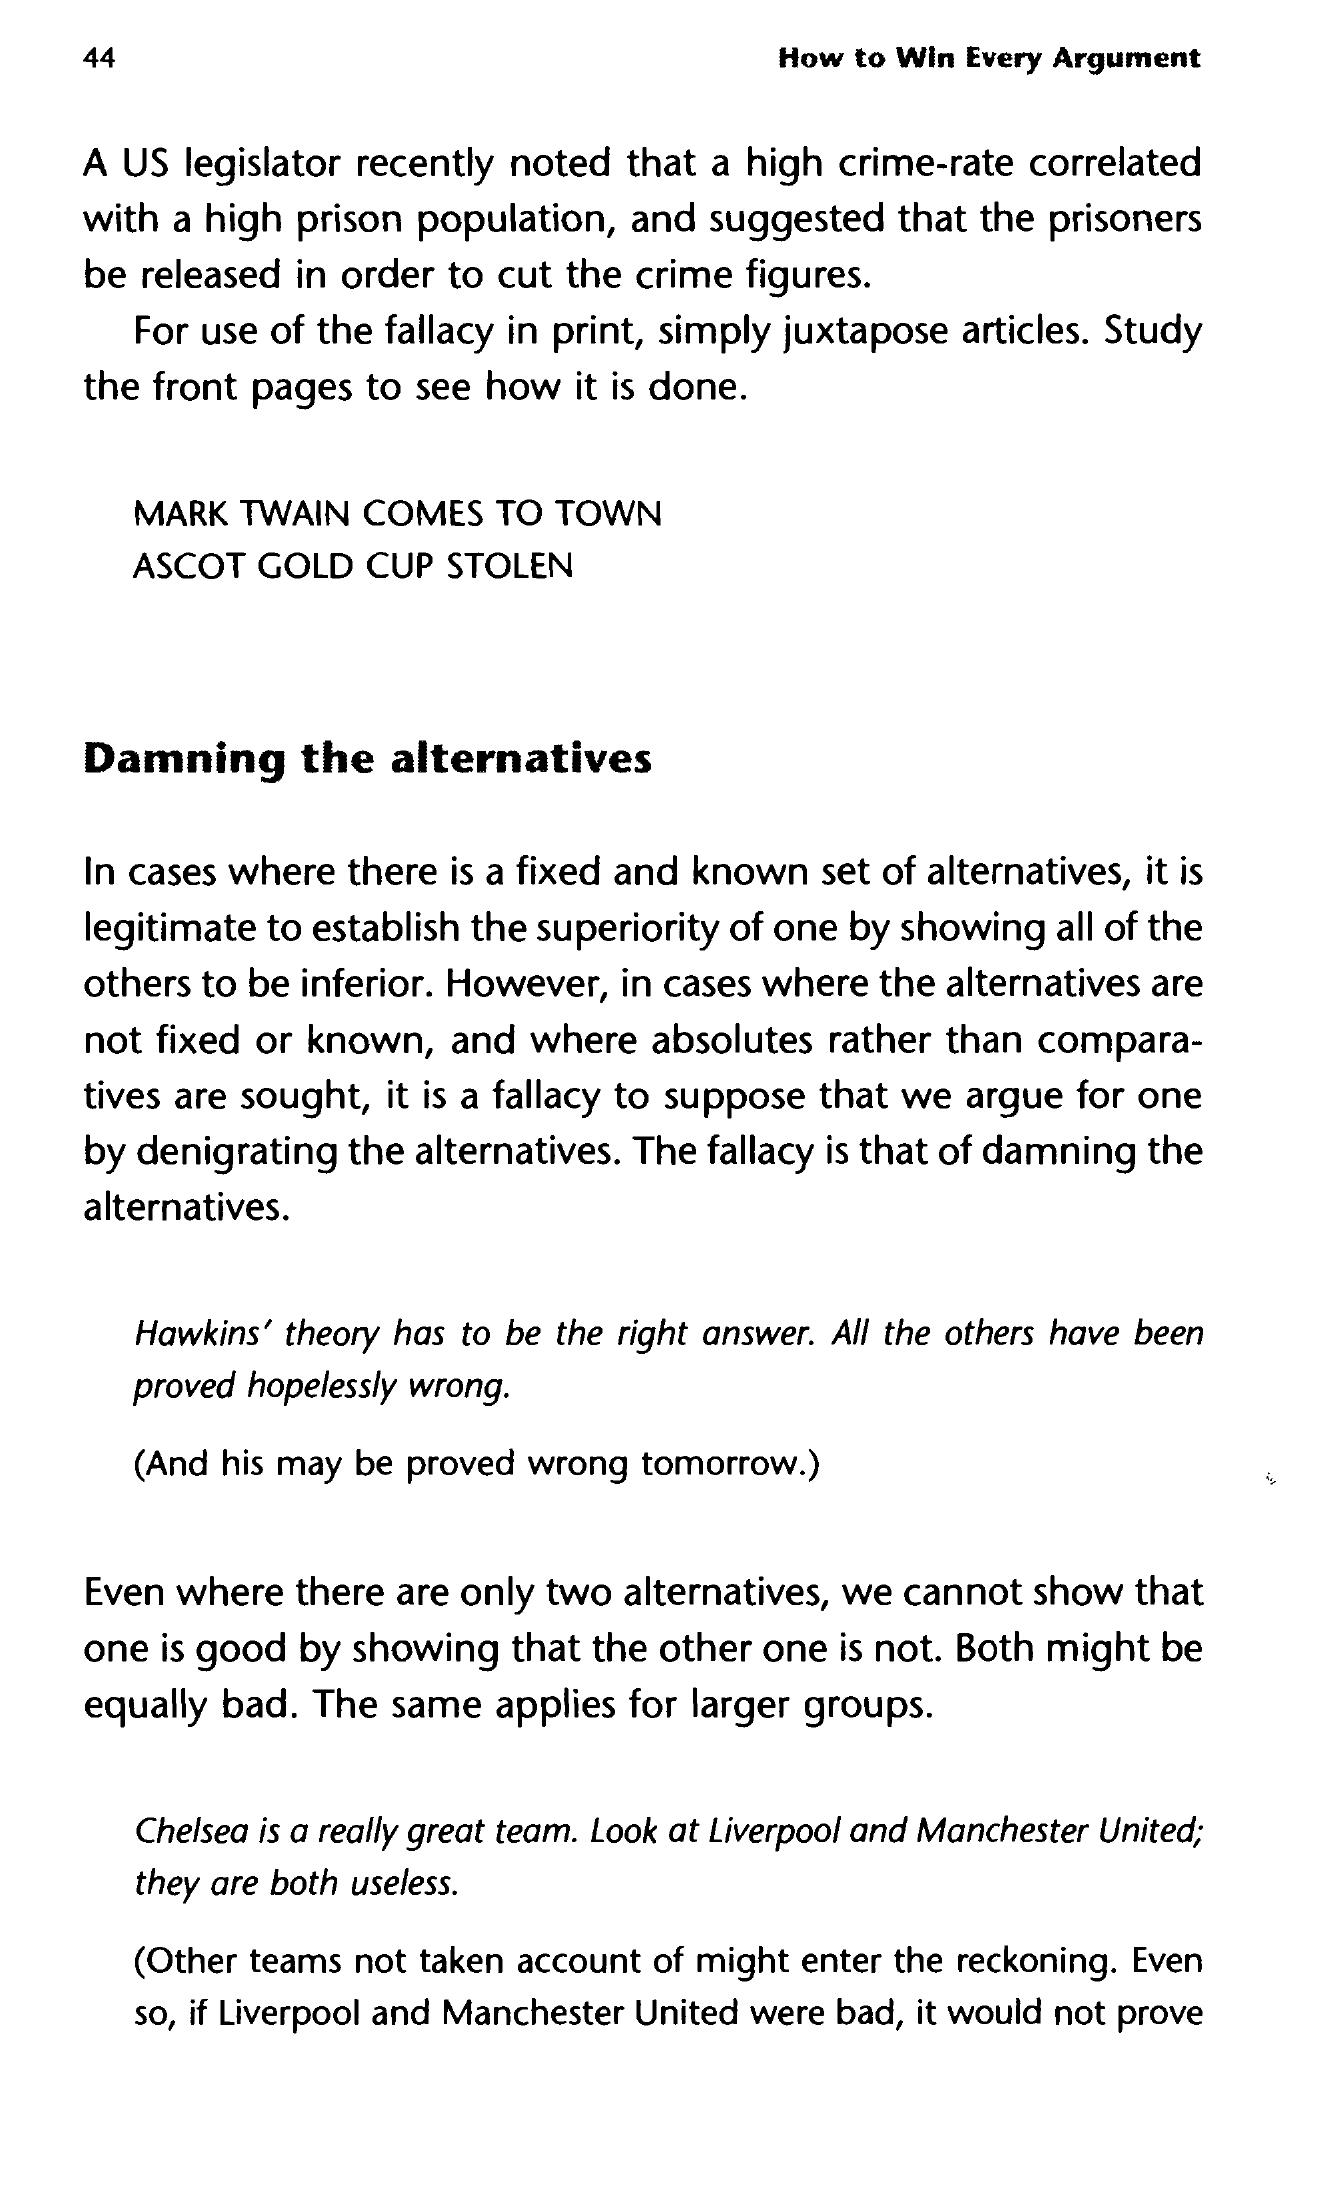 44 How to Win Every Argument
A US legislator recently noted that a high crime-rate correlated
with a high prison population, and suggested that the prisoners
be released in order to cut the crime figures.
For use of the fallacy in print, simply juxtapose articles. Study
the front pages to see how it is done.
MARK TWAIN COMES TO TOWN
ASCOT GOLD CUP STOLEN
Damning the alternatives
In cases where there is a fixed and known set of alternatives, it is
legitimate to establish the superiority of one by showing all of the
others to be inferior. However, in cases where the alternatives are
not fixed or known, and where absolutes rather than compara-
tives are sought, it is a fallacy to suppose that we argue for one
by denigrating the alternatives. The fallacy is that of damning the
alternatives.
Hawkins' theory has to be the right answer. All the others have been
proved hopelessly wrong.
(And his may be proved wrong tomorrow.)
Even where there are only two alternatives, we cannot show that
one is good by showing that the other one is not. Both might be
equally bad. The same applies for larger groups.
Chelsea is a really great team. Look at Liverpool and Manchester United;
they are both useless.
(Other teams not taken account of might enter the reckoning. Even
so, if Liverpool and Manchester United were bad, it would not prove